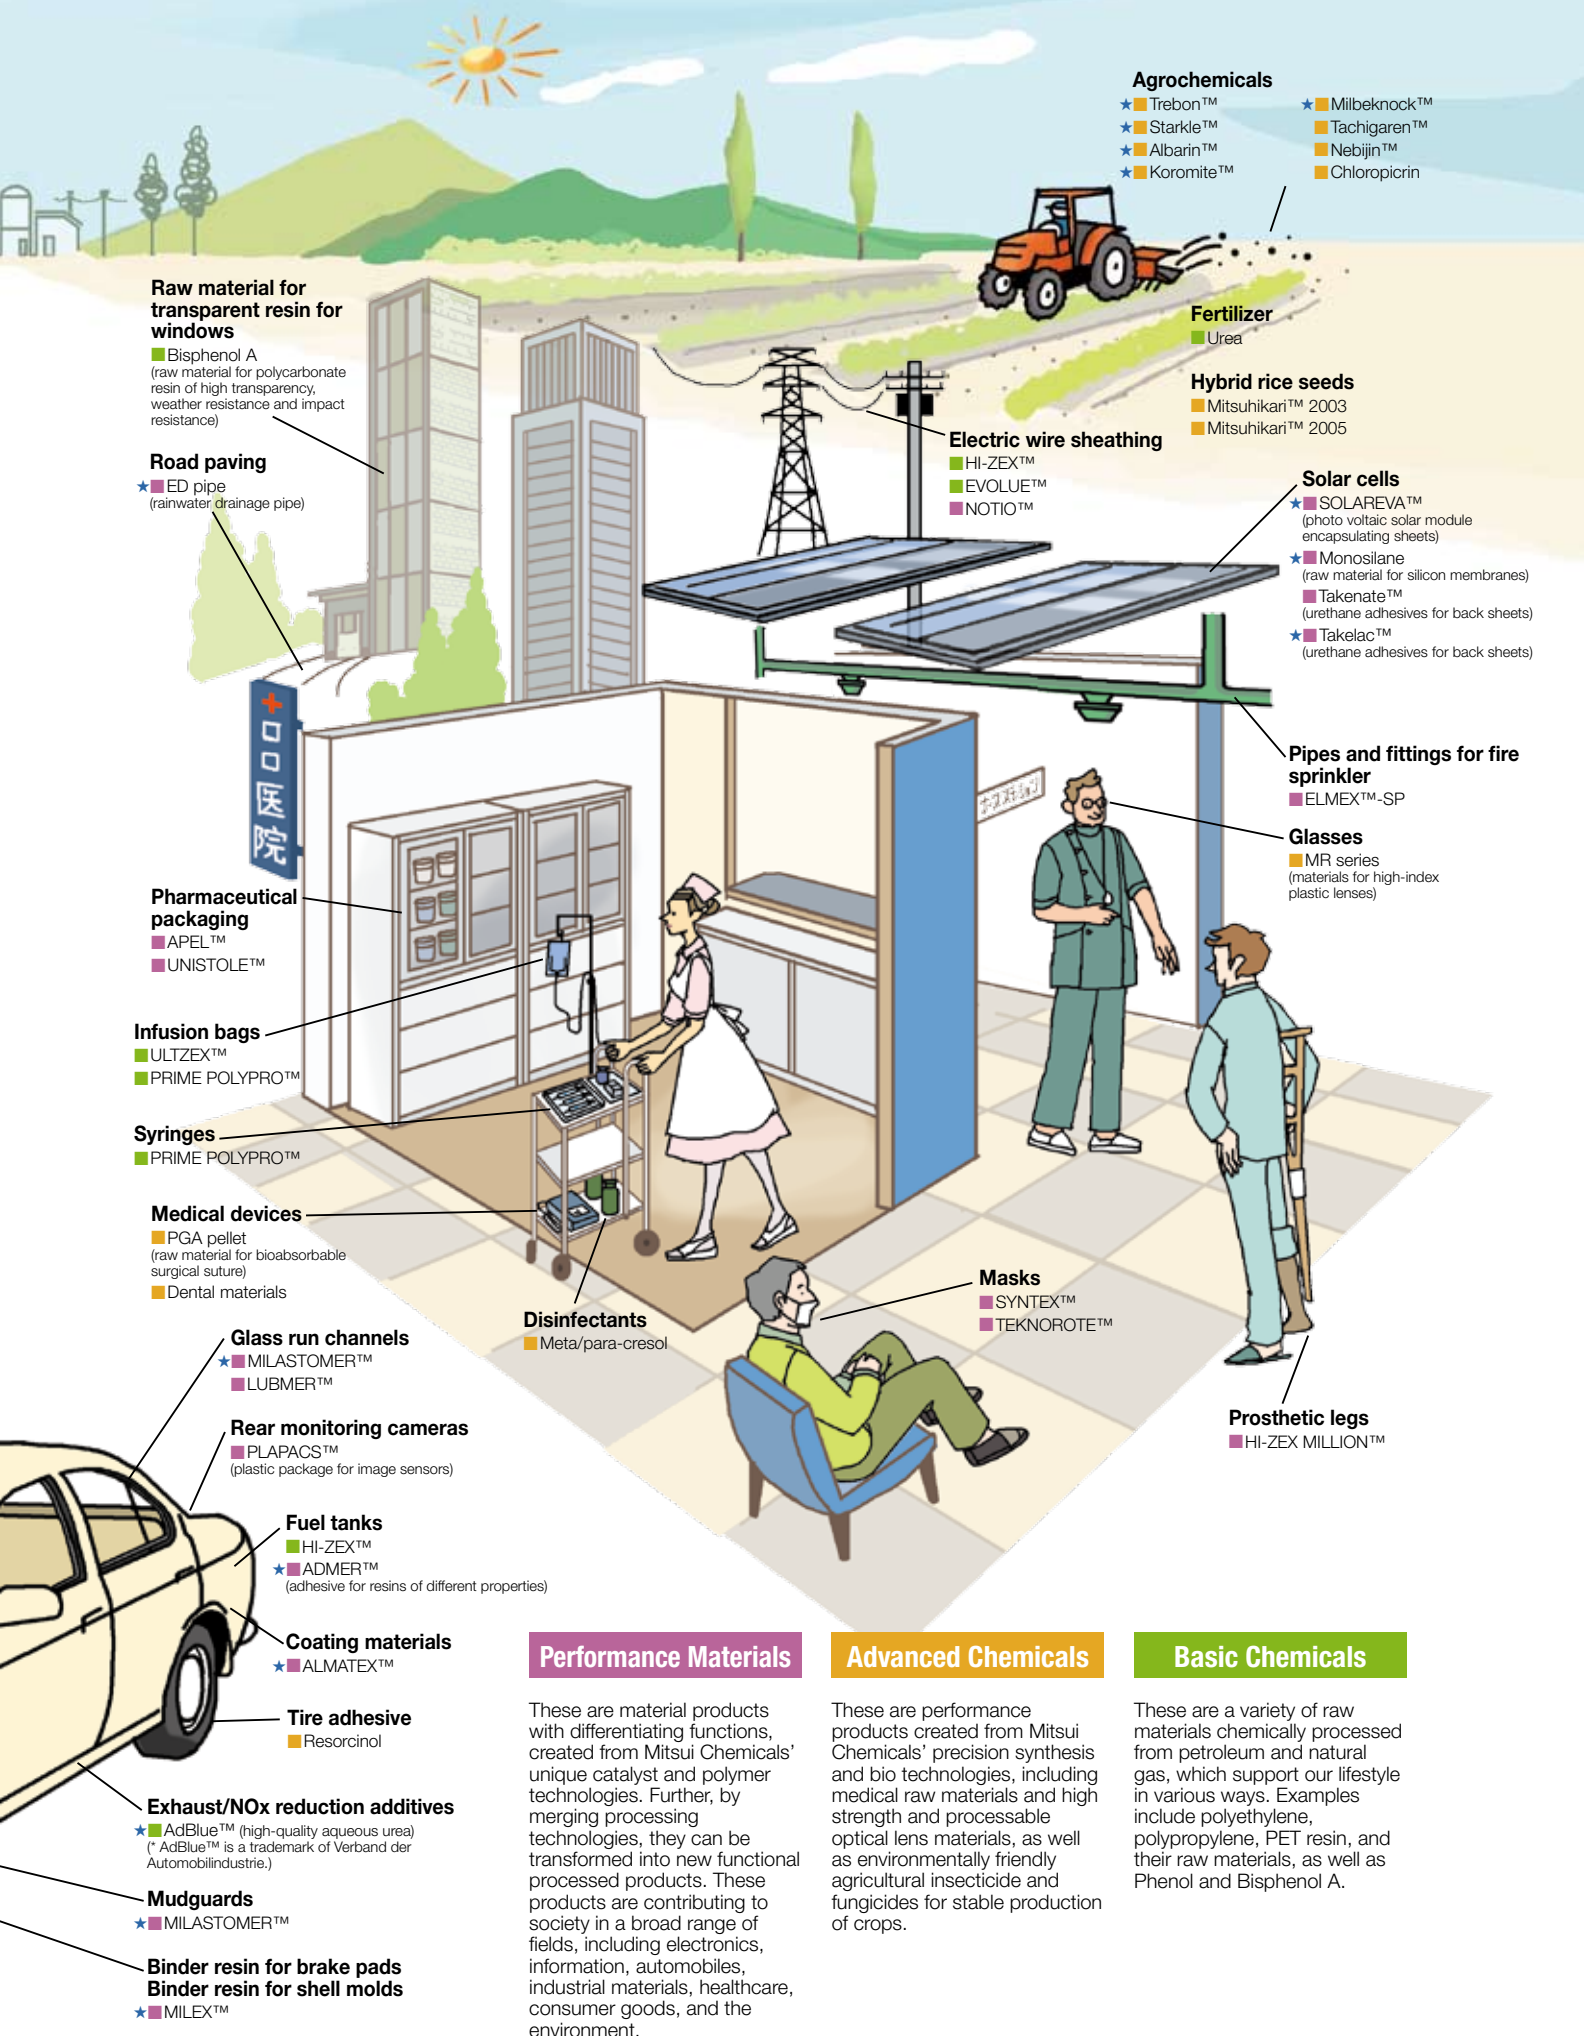 Agrochemicals
★■Trebon™
★■Starkle™
★■Albarin™
★■Koromite™
★■Milbeknock™
■Tachigaren™
■Nebijin™
■Chloropicrin
Raw material for
transparent resin for
windows
■Bisphenol A
(raw material for polycarbonate
resin of high transparency,
weather resistance and impact
resistance)
Fertilizer
■Urea
Hybrid rice seeds
■Mitsuhikari™ 2003
■Mitsuhikari™ 2005
Electric wire sheathing
■HI-ZEX™
■EVOLUE™
■NOTIO™
Road paving
★■ED pipe
(rainwater drainage pipe)
Solar cells
★■SOLAREVA™
(photo voltaic solar module
encapsulating sheets)
★■Monosilane
(raw material for silicon membranes)
■Takenate™
(urethane adhesives for back sheets)
★■Takelac™
(urethane adhesives for back sheets)
口口医院
Pipes and fittings for fire
sprinkler
■ELMEX™-SP
Glasses
■MR series
(materials for high-index
plastic lenses)
Pharmaceutical
packaging
■APEL™
■UNISTOLE™
Infusion bags
■ULTZEX™
■PRIME POLYPRO™
Syringes
■PRIME POLYPRO™
Medical devices
■PGA pellet
(raw material for bioabsorbable
surgical suture)
■Dental materials
Disinfectants
■Meta/para-cresol
Masks
■SYNTEX™
■TEKNOROTE™
Prosthetic legs
■HI-ZEX MILLION™
Glass run channels
★■MILASTOMER™
■LUBMER™
Rear monitoring cameras
■PLAPACS™
(plastic package for image sensors)
Fuel tanks
■HI-ZEX™
★■ADMER™
(adhesive for resins of different properties)
Coating materials
★■ALMATEX™
Tire adhesive
■Resorcinol
Exhaust/NOx reduction additives
★■AdBlue™ (high-quality aqueous urea)
(* AdBlue™ is a trademark of Verband der
Automobilindustrie.)
Mudguards
★■MILASTOMER™
Binder resin for brake pads
Binder resin for shell molds
★■MILEX™
Performance Materials
These are material products
with differentiating functions,
created from Mitsui Chemicals'
unique catalyst and polymer
technologies. Further, by
merging processing
technologies, they can be
transformed into new functional
processed products. These
products are contributing to
society in a broad range of
fields, including electronics,
information, automobiles,
industrial materials, healthcare,
consumer goods, and the
environment.
Advanced Chemicals
These are performance
products created from Mitsui
Chemicals' precision synthesis
and bio technologies, including
medical raw materials and high
strength and processable
optical lens materials, as well
as environmentally friendly
agricultural insecticide and
fungicides for stable production
of crops.
Basic Chemicals
These are a variety of raw
materials chemically processed
from petroleum and natural
gas, which support our lifestyle
in various ways. Examples
include polyethylene,
polypropylene, PET resin, and
their raw materials, as well as
Phenol and Bisphenol A.